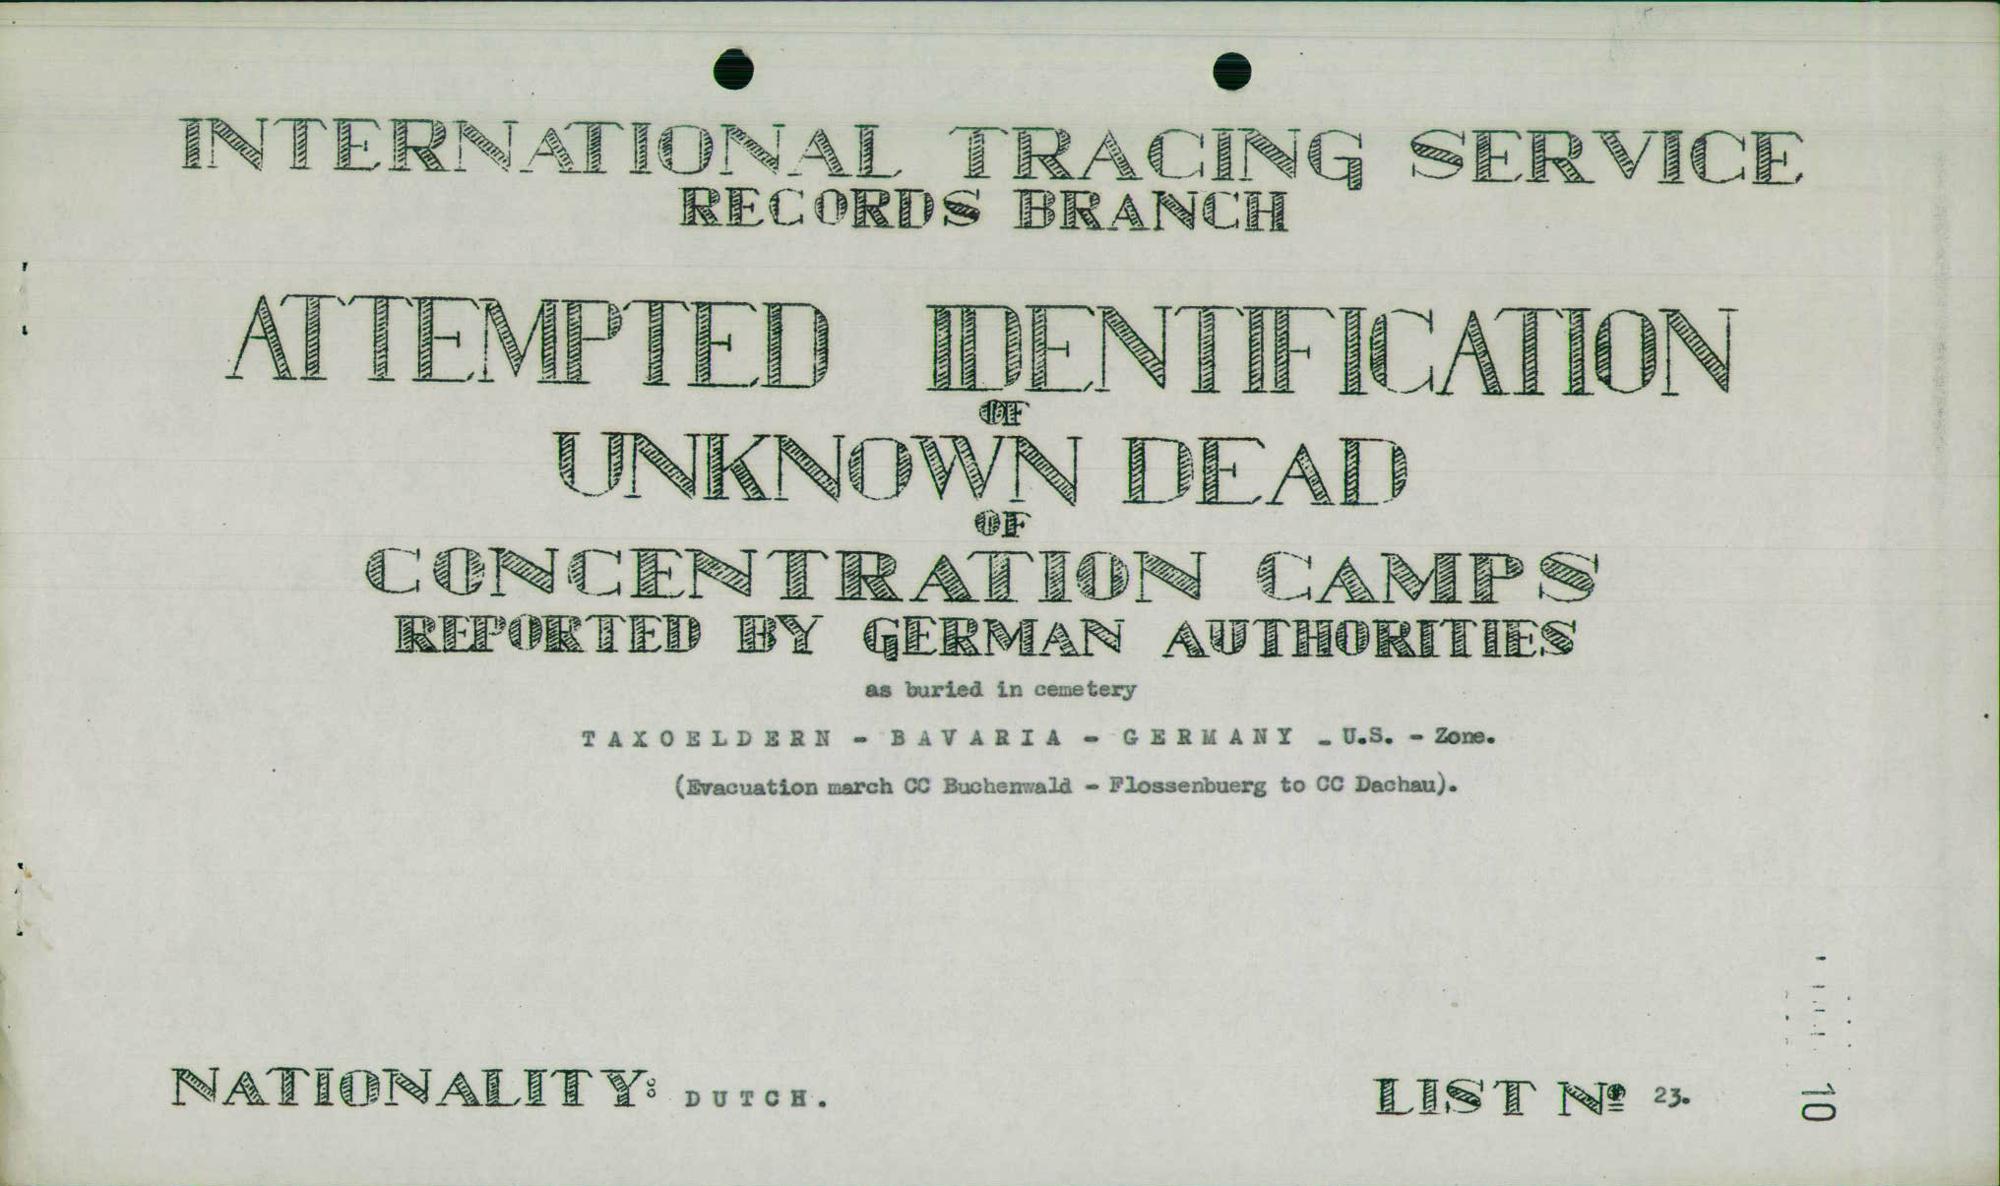 INTERNATIONAL TRACING SERVICE
RECORDS BRANCH
ATTEMPTED IDENTIFICATION
OF
UNKNOWN DEAD
OF
CONCENTRATION CAMPS
REPORTED BY GERMAN AUTHORITIES
as buried in cemetery
TAXOELDERN - BAVARIA - GERMANY - U.S. - Zone.
(Evacuation march CC Buchenwald - Flossenbuerg to CC Dachau).
NATIONALITY: DUTCH.
LIST Nº 23.
10